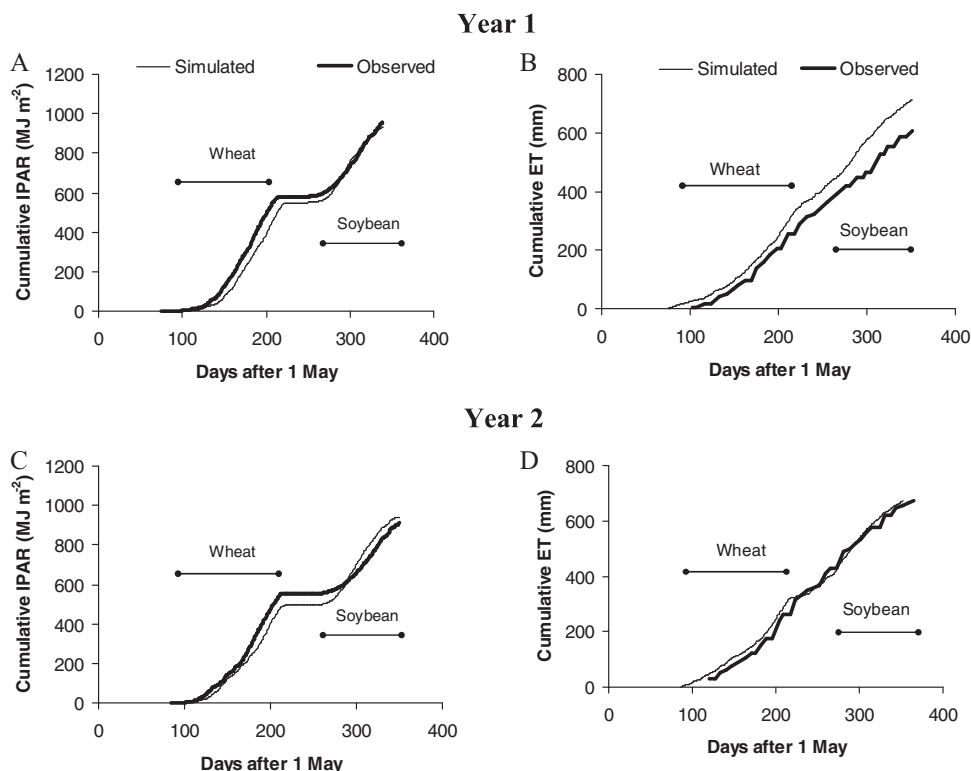 Year 1
A
Simulated
Observed
1200
1000
800
600
400
200
0
Cumulative IPAR (MJ m⁻²)
Wheat
Soybean
0 100 200 300 400
Days after 1 May
B
Simulated
Observed
800
600
400
200
0
Cumulative ET (mm)
Wheat
Soybean
0 100 200 300 400
Days after 1 May
Year 2
C
1200
1000
800
600
400
200
0
Cumulative IPAR (MJ m⁻²)
Wheat
Soybean
0 100 200 300 400
Days after 1 May
D
800
600
400
200
0
Cumulative ET (mm)
Wheat
Soybean
0 100 200 300 400
Days after 1 May